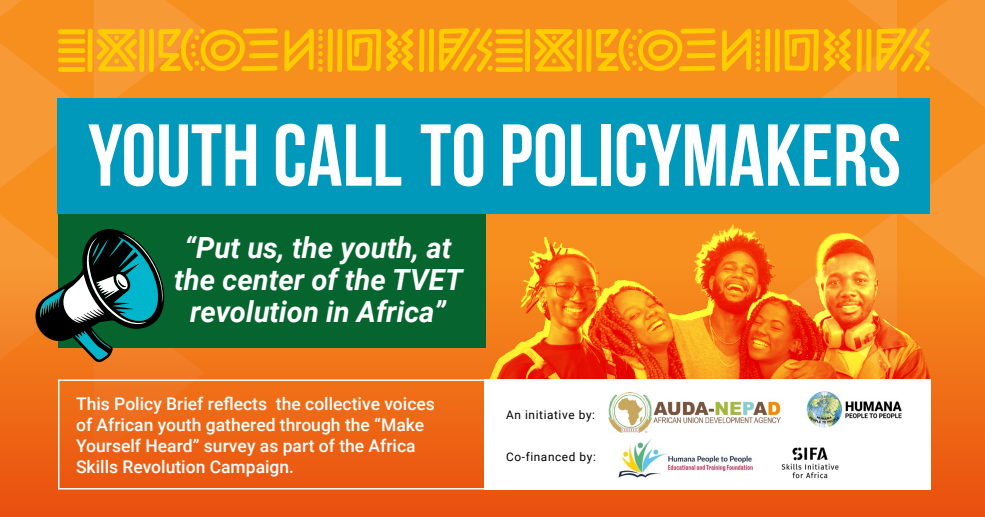 YOUTH CALL TO POLICYMAKERS
“Put us, the youth, at
the center of the TVET
revolution in Africa”
This Policy Brief reflects the collective voices
of African youth gathered through the “Make
Yourself Heard” survey as part of the Africa
Skills Revolution Campaign.
An initiative by:
AUDA-NEPAD
AFRICAN UNION DEVELOPMENT AGENCY
HUMANA
PEOPLE TO PEOPLE
Co-financed by:
Humana People to People
Educational and Training Foundation
SIFA
Skills Initiative
for Africa